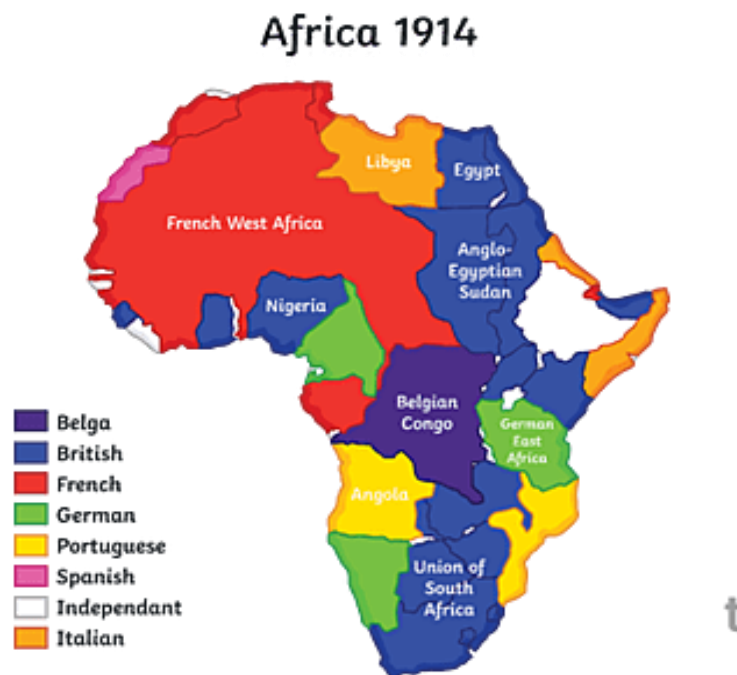 Africa 1914
Libya
Egypt
French West Africa
Anglo-
Egyptian
Sudan
Nigeria
Belgian
Congo
German
East
Africa
Angola
Union of
South
Africa
Belga
British
French
German
Portuguese
Spanish
Independant
Italian
t